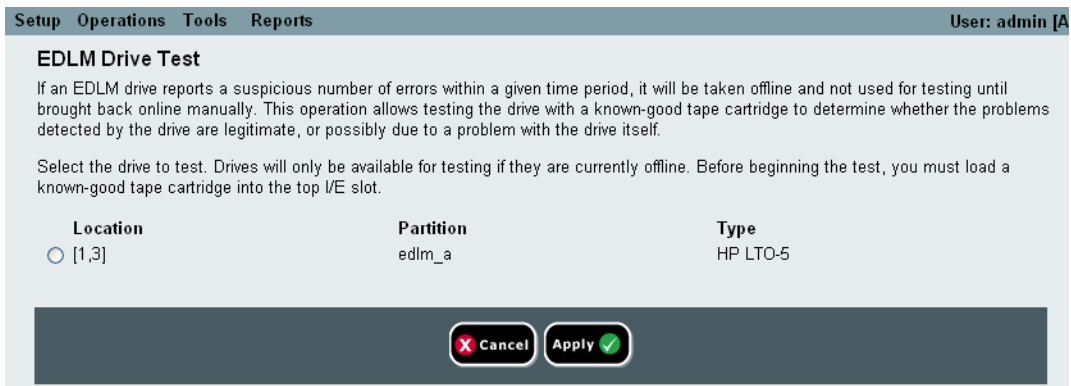 Setup Operations Tools Reports User: admin [A
EDLM Drive Test
If an EDLM drive reports a suspicious number of errors within a given time period, it will be taken offline and not used for testing until
brought back online manually. This operation allows testing the drive with a known-good tape cartridge to determine whether the problems
detected by the drive are legitimate, or possibly due to a problem with the drive itself.
Select the drive to test. Drives will only be available for testing if they are currently offline. Before beginning the test, you must load a
known-good tape cartridge into the top I/E slot.
Location Partition Type
[1,3] edlm_a HP LTO-5
Cancel Apply